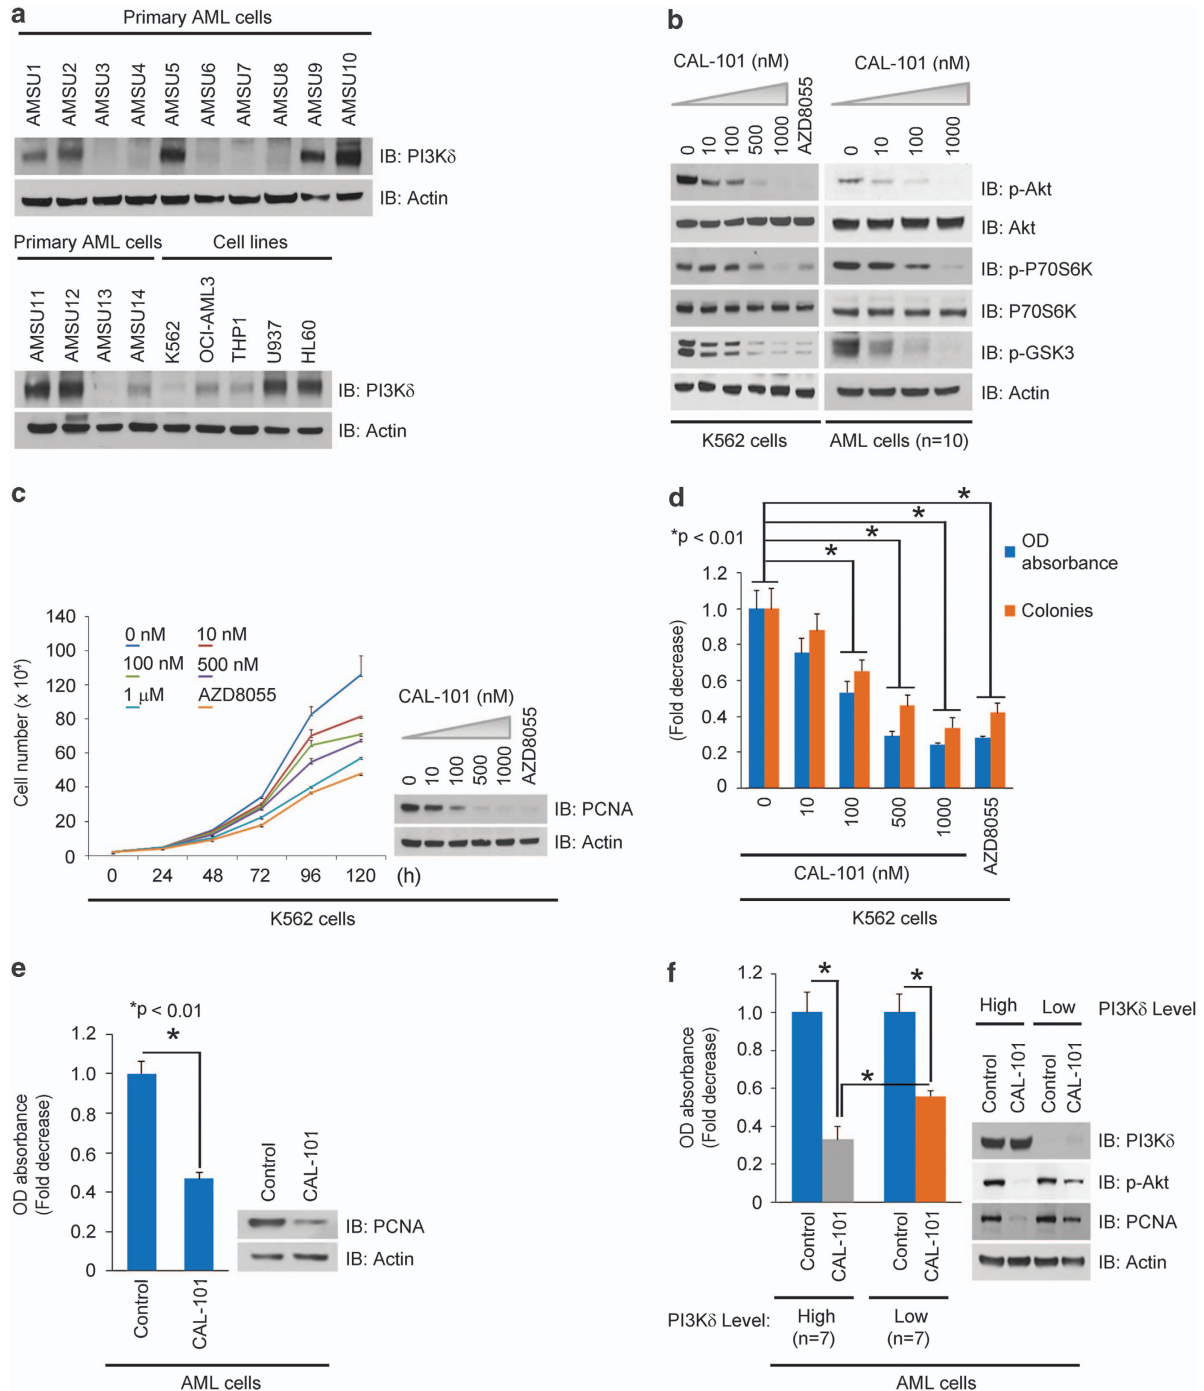 a
Primary AML cells
AMSU1
AMSU2
AMSU3
AMSU4
AMSU5
AMSU6
AMSU7
AMSU8
AMSU9
AMSU10
IB: PI3Kδ
IB: Actin
Primary AML cells
Cell lines
AMSU11
AMSU12
AMSU13
AMSU14
K562
OCI-AML3
THP1
U937
HL60
IB: PI3Kδ
IB: Actin
b
CAL-101 (nM)
0
10
100
500
1000
AZD8055
CAL-101 (nM)
0
10
100
1000
IB: p-Akt
IB: Akt
IB: p-P70S6K
IB: P70S6K
IB: p-GSK3
IB: Actin
K562 cells
AML cells (n=10)
c
Cell number (x 10⁴)
140
100
120
80
60
40
20
0
0 nM
10 nM
100 nM
500 nM
1 μM
AZD8055
0
24
48
72
96
120
(h)
CAL-101 (nM)
0
10
100
500
1000
AZD8055
IB: PCNA
IB: Actin
K562 cells
d
*p < 0.01
*
*
*
*
OD absorbance
Colonies
(Fold decrease)
1.2
1.0
0.8
0.6
0.4
0.2
0
0
10
100
500
1000
AZD8055
CAL-101 (nM)
K562 cells
e
*p < 0.01
*
OD absorbance
(Fold decrease)
1.2
1.0
0.8
0.6
0.4
0.2
0
Control
CAL-101
Control
CAL-101
IB: PCNA
IB: Actin
AML cells
f
OD absorbance
(Fold decrease)
1.2
1.0
0.8
0.6
0.4
0.2
0
*
*
*
Control
CAL-101
Control
CAL-101
PI3Kδ Level:
High
(n=7)
Low
(n=7)
High
Low
PI3Kδ Level
Control
CAL-101
Control
CAL-101
IB: PI3Kδ
IB: p-Akt
IB: PCNA
IB: Actin
AML cells